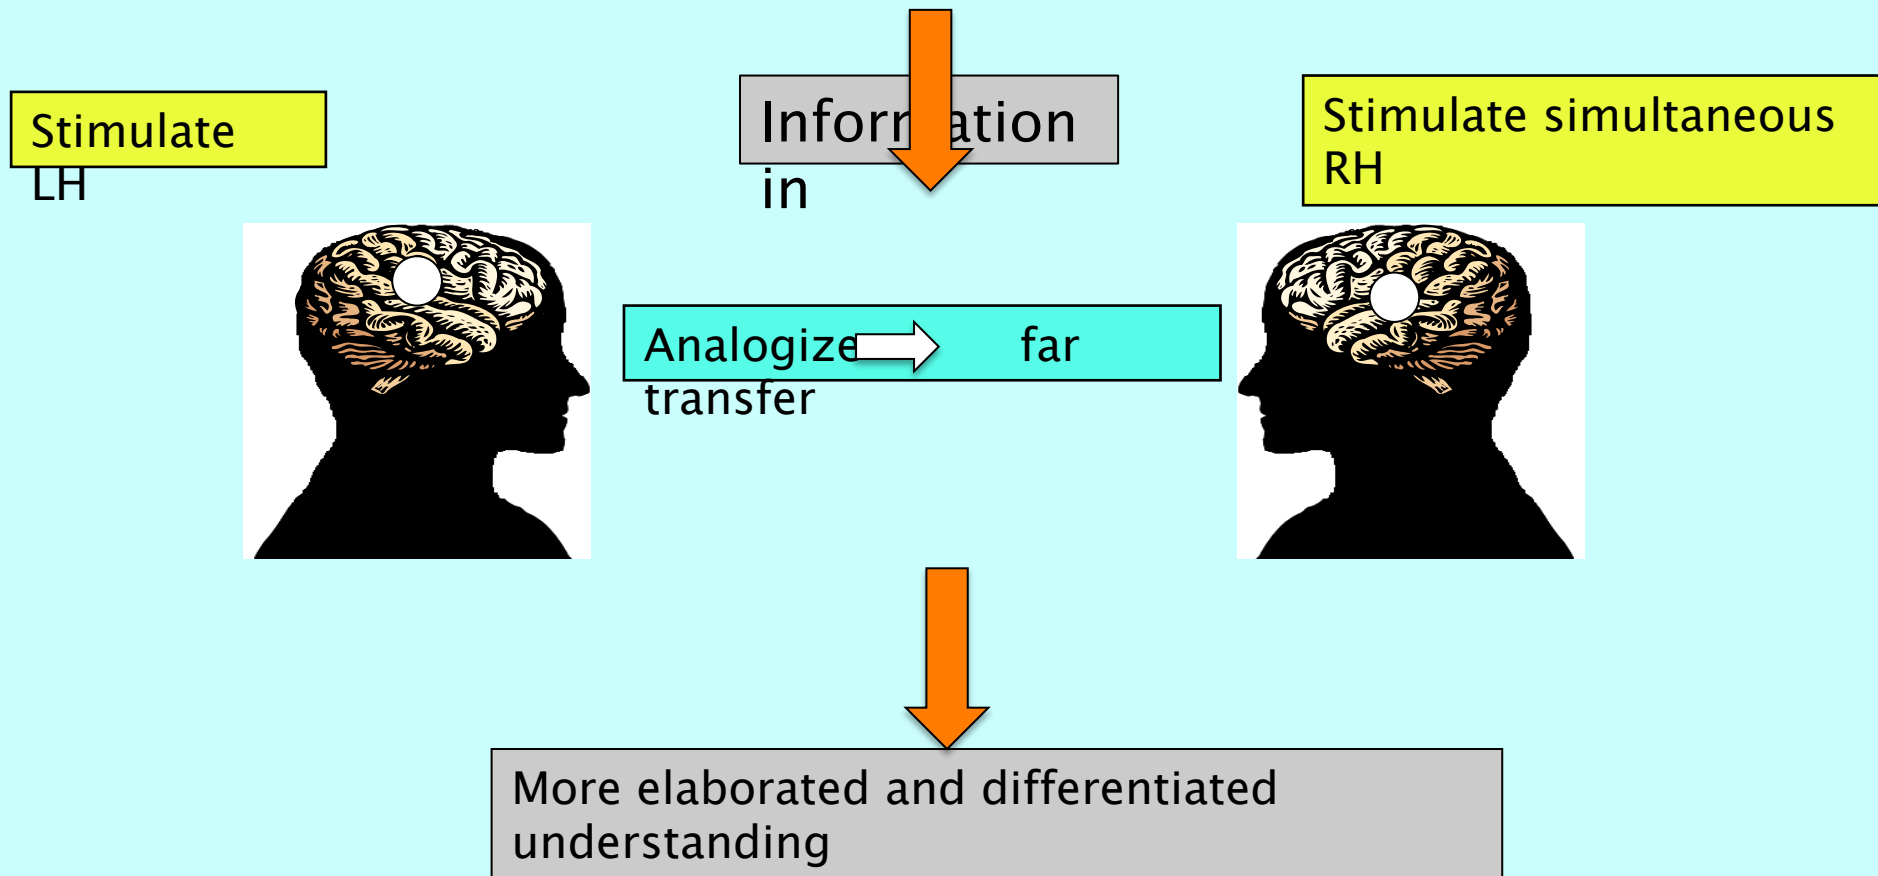 Stimulate
LH
Information
in
Stimulate simultaneous
RH
Analogize far
transfer
More elaborated and differentiated
understanding